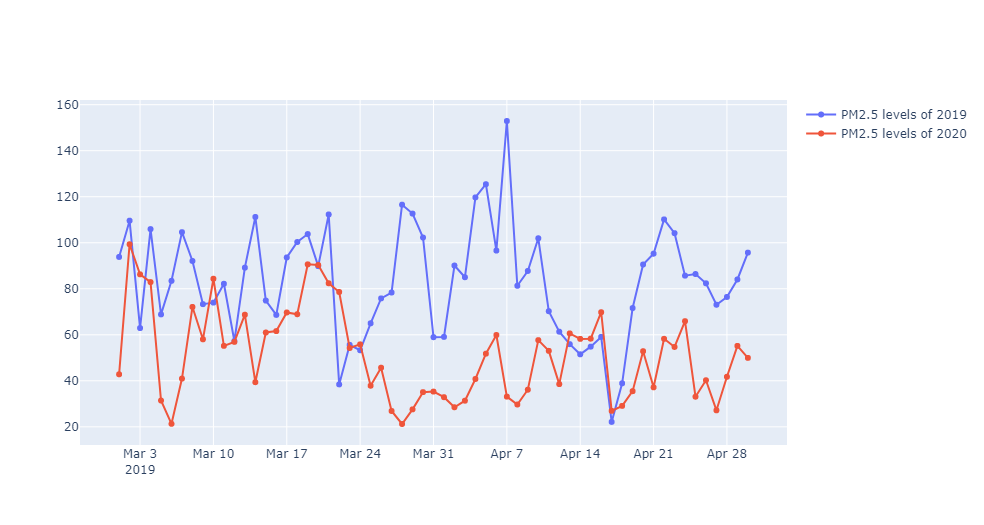 160
140
120
100
80
60
40
20
Mar 3
2019
Mar 10
Mar 17
Mar 24
Mar 31
Apr 7
Apr 14
Apr 21
Apr 28
PM2.5 levels of 2019
PM2.5 levels of 2020